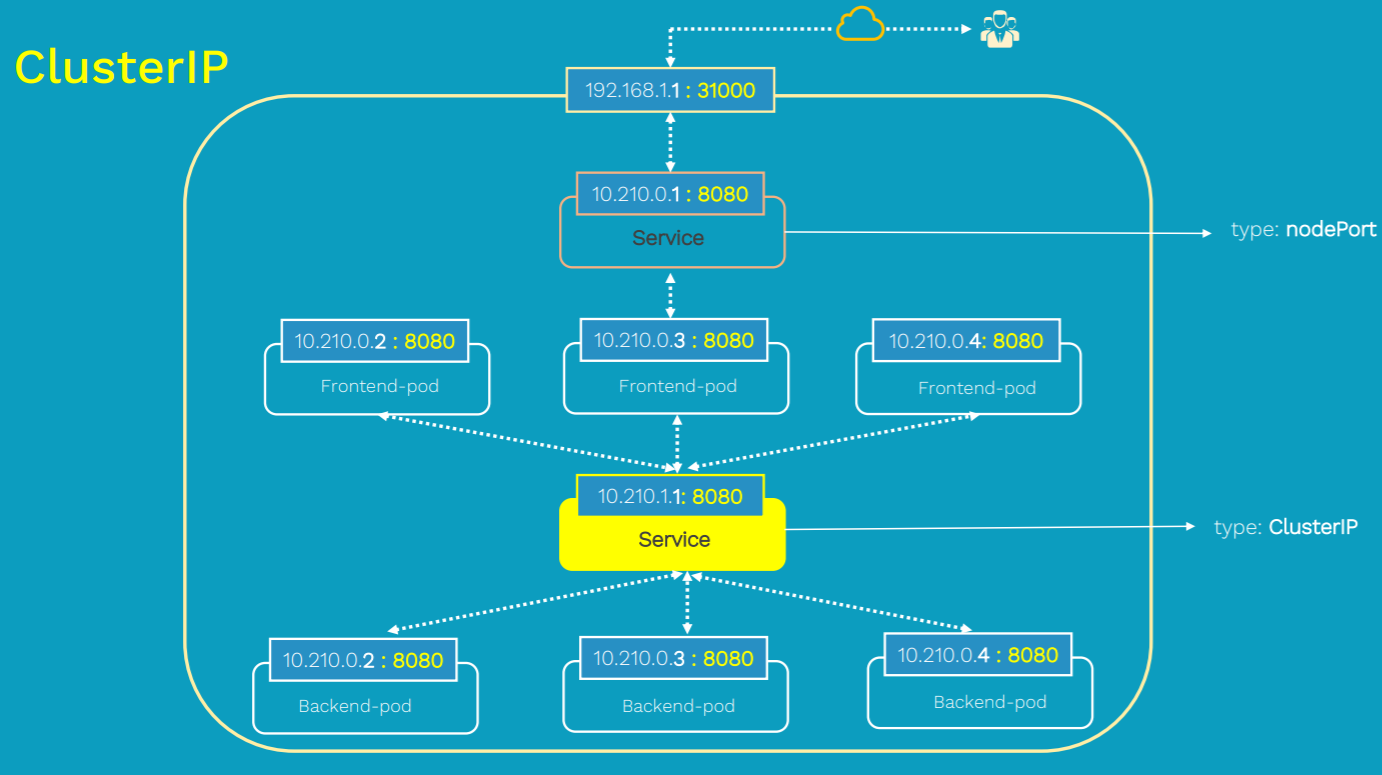 ClusterIP
192.168.1.1 : 31000
10.210.0.1 : 8080
Service
type: nodePort
10.210.0.2 : 8080
Frontend-pod
10.210.0.3 : 8080
Frontend-pod
10.210.0.4: 8080
Frontend-pod
10.210.1.1: 8080
Service
type: ClusterIP
10.210.0.2 : 8080
Backend-pod
10.210.0.3 : 8080
Backend-pod
10.210.0.4 : 8080
Backend-pod